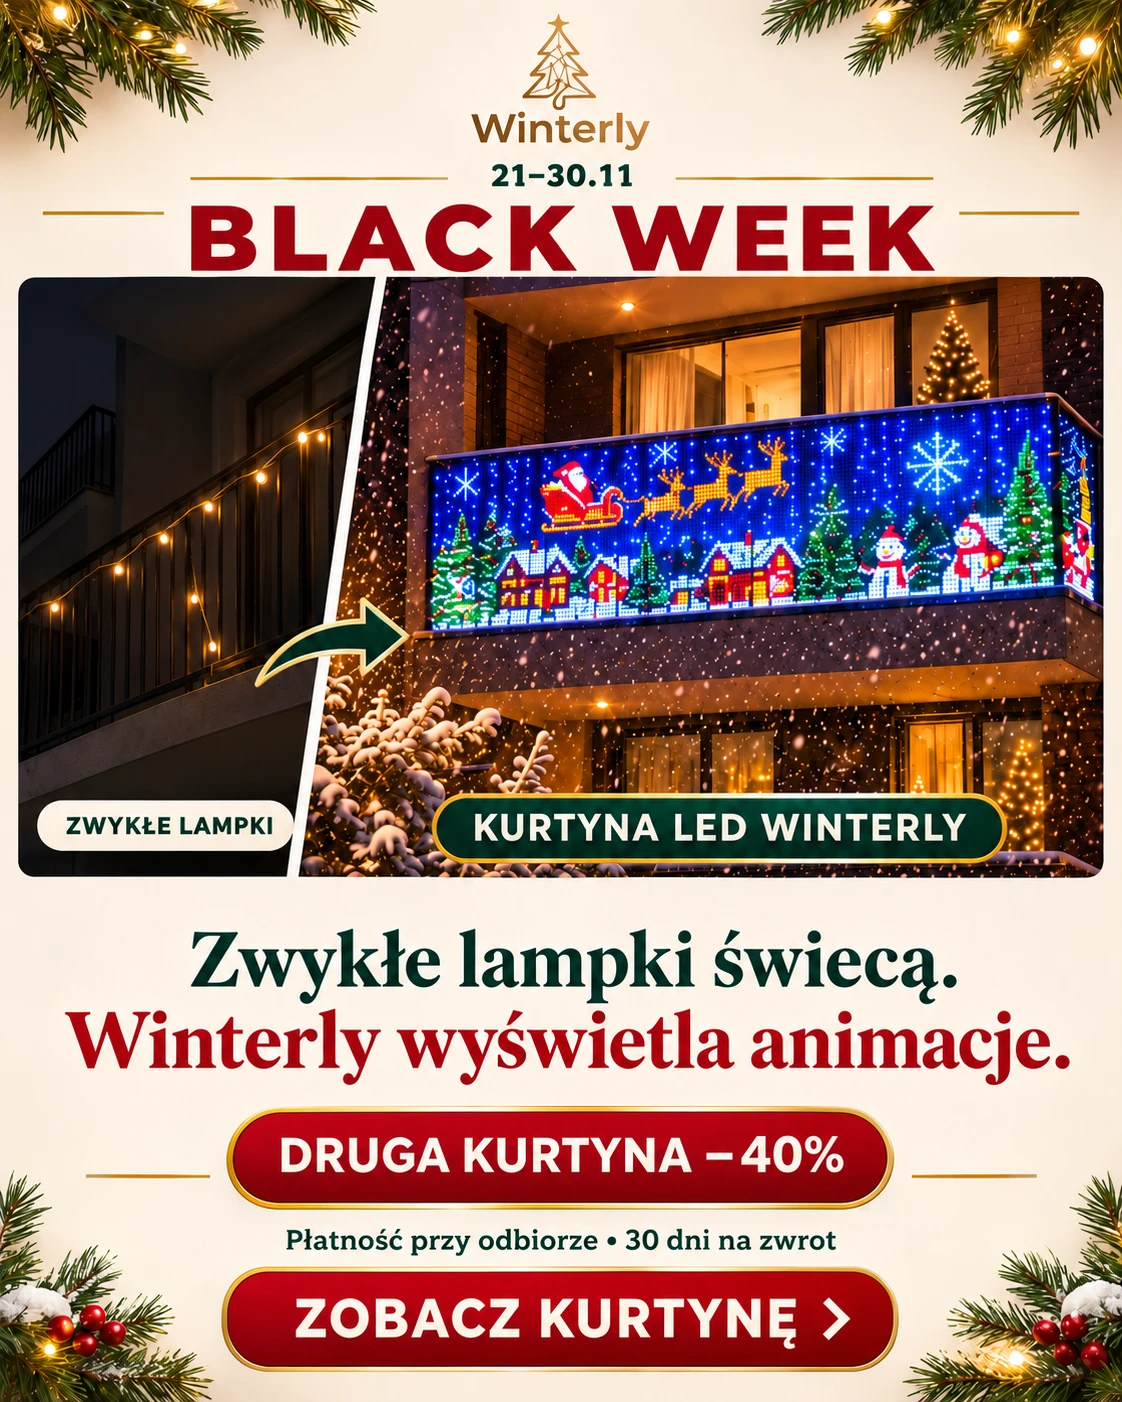 Winterly
21–30.11
BLACK WEEK
ZWYKŁE LAMPKI
KURTYNA LED WINTERLY
Zwykłe lampki świecą.
Winterly wyświetla animacje.
DRUGA KURTYNA –40%
Płatność przy odbiorze • 30 dni na zwrot
ZOBACZ KURTYNĘ